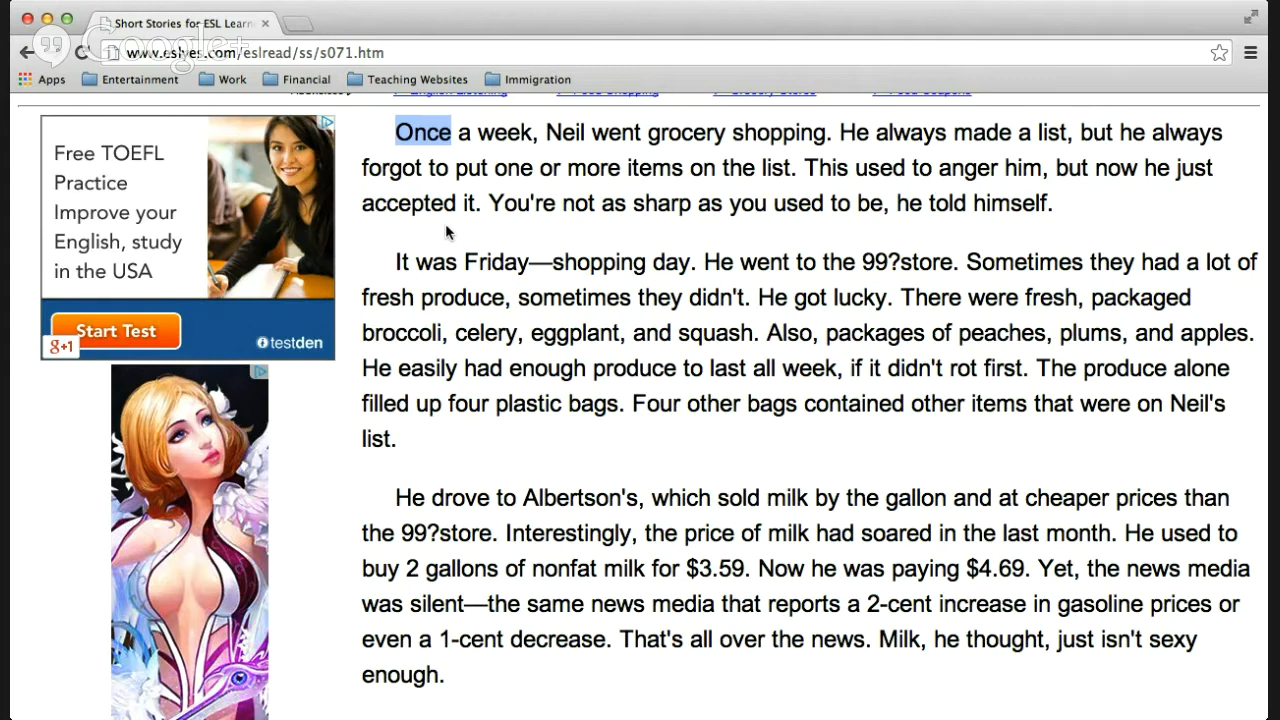 Short Stories for ESL Learn
Google+
www.eslyes.com/eslread/ss/s071.htm
Apps Entertainment Work Financial Teaching Websites Immigration
English Listening Food Shopping Grocery Stores Food Coupons
Free TOEFL
Practice
Improve your
English, study
in the USA
Start Test
g+1
testden
Once a week, Neil went grocery shopping. He always made a list, but he always
forgot to put one or more items on the list. This used to anger him, but now he just
accepted it. You're not as sharp as you used to be, he told himself.
It was Friday—shopping day. He went to the 99?store. Sometimes they had a lot of
fresh produce, sometimes they didn't. He got lucky. There were fresh, packaged
broccoli, celery, eggplant, and squash. Also, packages of peaches, plums, and apples.
He easily had enough produce to last all week, if it didn't rot first. The produce alone
filled up four plastic bags. Four other bags contained other items that were on Neil's
list.
He drove to Albertson's, which sold milk by the gallon and at cheaper prices than
the 99?store. Interestingly, the price of milk had soared in the last month. He used to
buy 2 gallons of nonfat milk for $3.59. Now he was paying $4.69. Yet, the news media
was silent—the same news media that reports a 2-cent increase in gasoline prices or
even a 1-cent decrease. That's all over the news. Milk, he thought, just isn't sexy
enough.